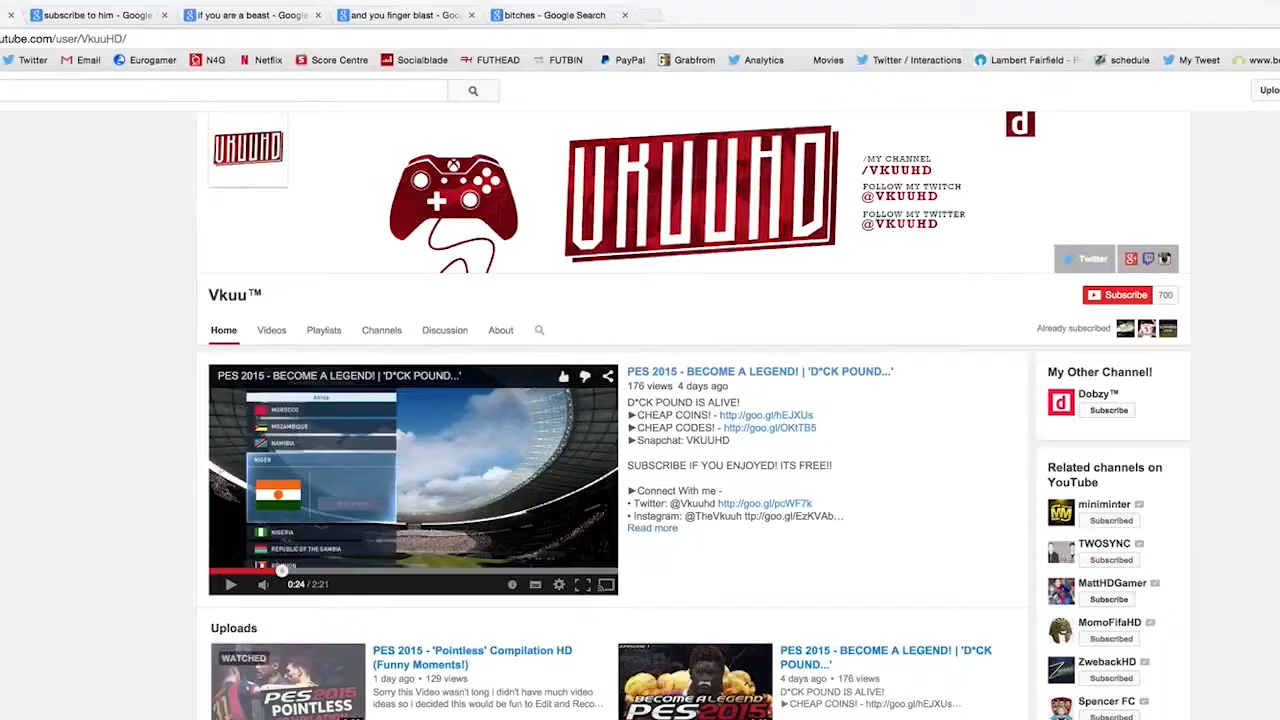 subscribe to him - Google
if you are a beast - Google
and you finger blast - Goo
bitches - Google Search
utube.com/user/VkuuHD/
Twitter
Email
Eurogamer
N4G
Netflix
Score Centre
Socialblade
FUTHEAD
FUTBIN
PayPal
Grabfrom
Analytics
Movies
Twitter / Interactions
Lambert Fairfield - P
schedule
My Tweet
www.b
Uplo
VKUUHD
VKUUHD
/MY CHANNEL
/VKUUHD
FOLLOW MY TWITCH
@VKUUHD
FOLLOW MY TWITTER
@VKUUHD
d
Twitter
Vkuu™
Subscribe 700
Home Videos Playlists Channels Discussion About
Already subscribed
PES 2015 - BECOME A LEGEND! | 'D*CK POUND...'
Africa
MOROCCO
MOZAMBIQUE
NAMIBIA
NIGER
NIGERIA
REPUBLIC OF THE GAMBIA
0:24 / 2:21
PES 2015 - BECOME A LEGEND! | 'D*CK POUND...'
176 views 4 days ago
D*CK POUND IS ALIVE!
►CHEAP COINS! - http://goo.gl/hEJXUs
►CHEAP CODES! - http://goo.gl/OKtTB5
►Snapchat: VKUUHD
SUBSCRIBE IF YOU ENJOYED! ITS FREE!!
►Connect With me -
• Twitter: @Vkuuhd http://goo.gl/pcWF7k
• Instagram: @TheVkuuh ttp://goo.gl/EzKVAb...
Read more
My Other Channel!
d
Dobzy™
Subscribe
Related channels on
YouTube
miniminter
Subscribed
TWOSYNC
Subscribed
MattHDGamer
Subscribe
MomoFifaHD
Subscribed
ZwebackHD
Subscribed
Spencer FC
Subscribed
Uploads
WATCHED
PES2015
POINTLESS
PES 2015 - 'Pointless' Compilation HD
(Funny Moments!)
1 day ago • 129 views
Sorry this Video wasn't long i didn't have much video
ideas so i decided this would be fun to Edit and Reco...
BECOME A LEGEND
PES 2015
PES 2015 - BECOME A LEGEND! | 'D*CK
POUND...'
4 days ago • 176 views
D*CK POUND IS ALIVE!
►CHEAP COINS! - http://goo.gl/hEJXUs...